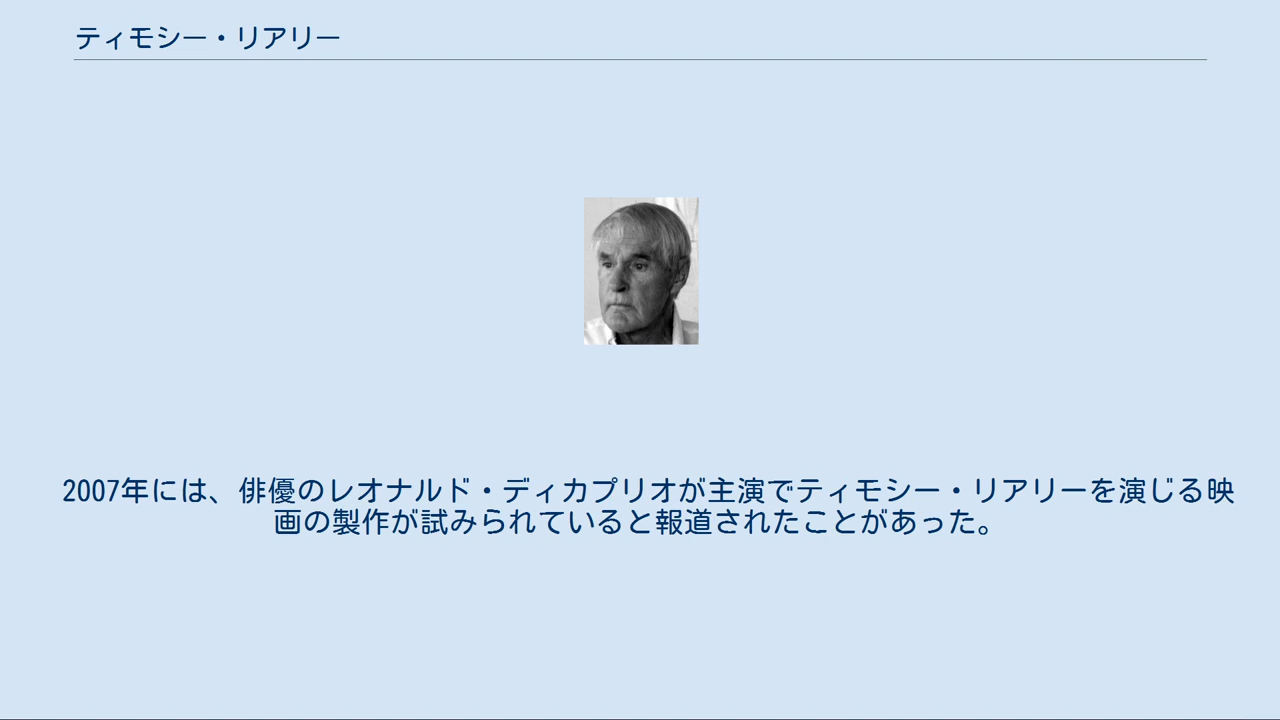 ティモシー・リアリー
2007年には、俳優のレオナルド・ディカプリオが主演でティモシー・リアリーを演じる映
画の製作が試みられていると報道されたことがあった。